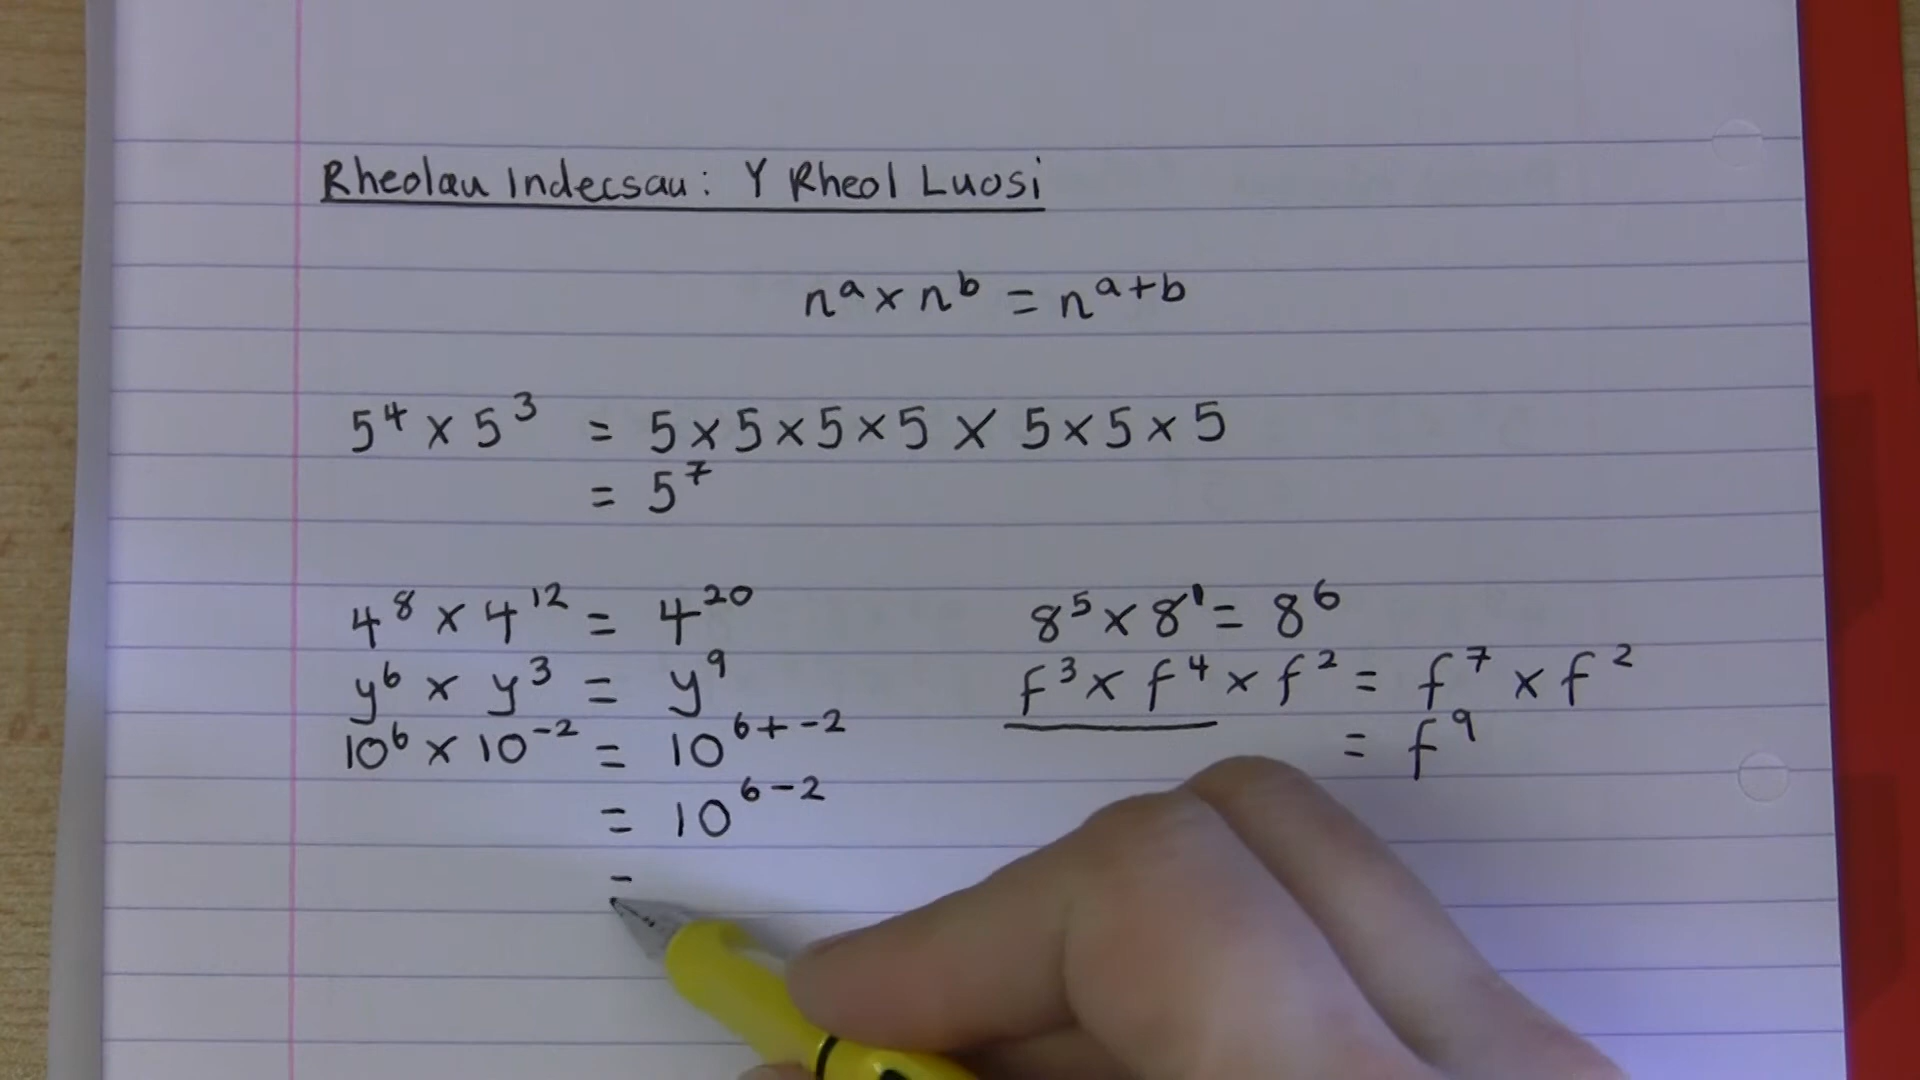 Rheolau Indecsau: Y Rheol Luosi
nᵃ × nᵇ = nᵃ⁺ᵇ
5⁴ × 5³ = 5 × 5 × 5 × 5 × 5 × 5 × 5
= 5⁷
4⁸ × 4¹² = 4²⁰
y⁶ × y³ = y⁹
10⁶ × 10⁻² = 10⁶⁺⁻²
= 10⁶⁻²
=
8⁵ × 8¹ = 8⁶
f³ × f⁴ × f² = f⁷ × f²
= f⁹